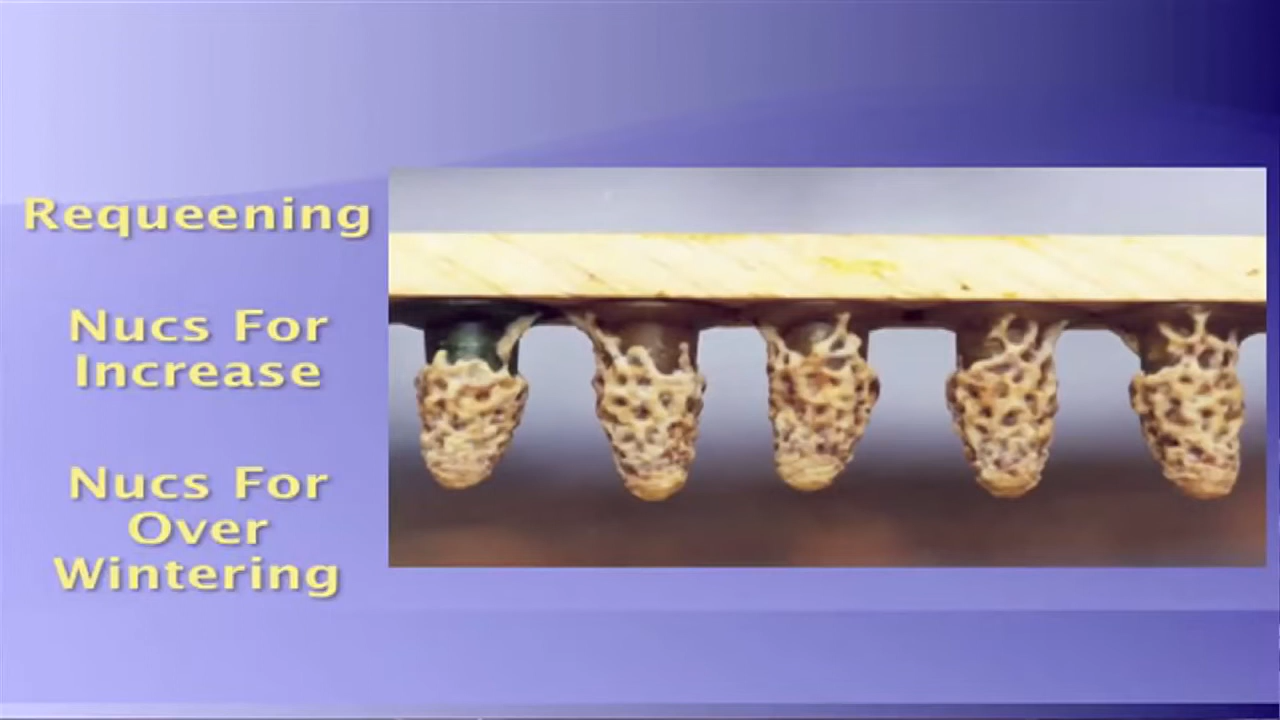 Requeening
Nucs For
Increase
Nucs For
Over
Wintering